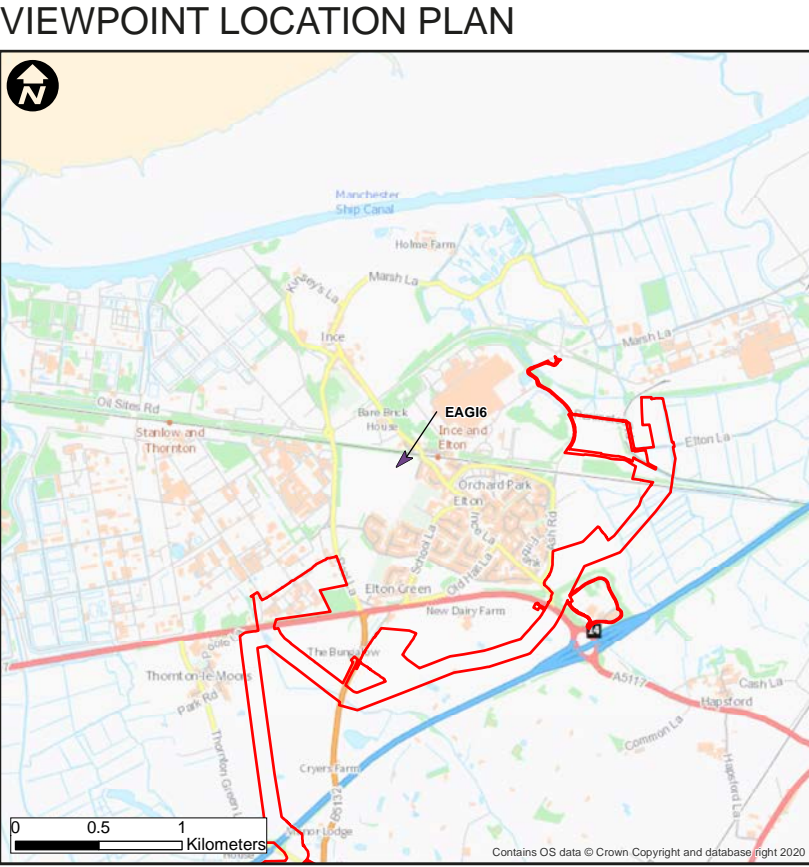 VIEWPOINT LOCATION PLAN
N
Manchester
Ship Canal
Holme Farm
Kinsey's La
Marsh La
Ince
Marsh La
Oil Sites Rd
Bare Brick
House
EAGI6
Stanlow and
Thornton
Ince and
Elton
Elton La
Orchard Park
Elton
School La
Ince La
Ash Rd
Old Hall La
Elton Green
New Dairy Farm
14
The Bungalow
Thornton-le-Moors
Park Rd
A5117
Cash La
Hapsford
Common La
Thornton Green L
Hapsford La
Cryers Farm
B5132
Manor Lodge
House
0 0.5 1
Kilometers
Contains OS data © Crown Copyright and database right 2020